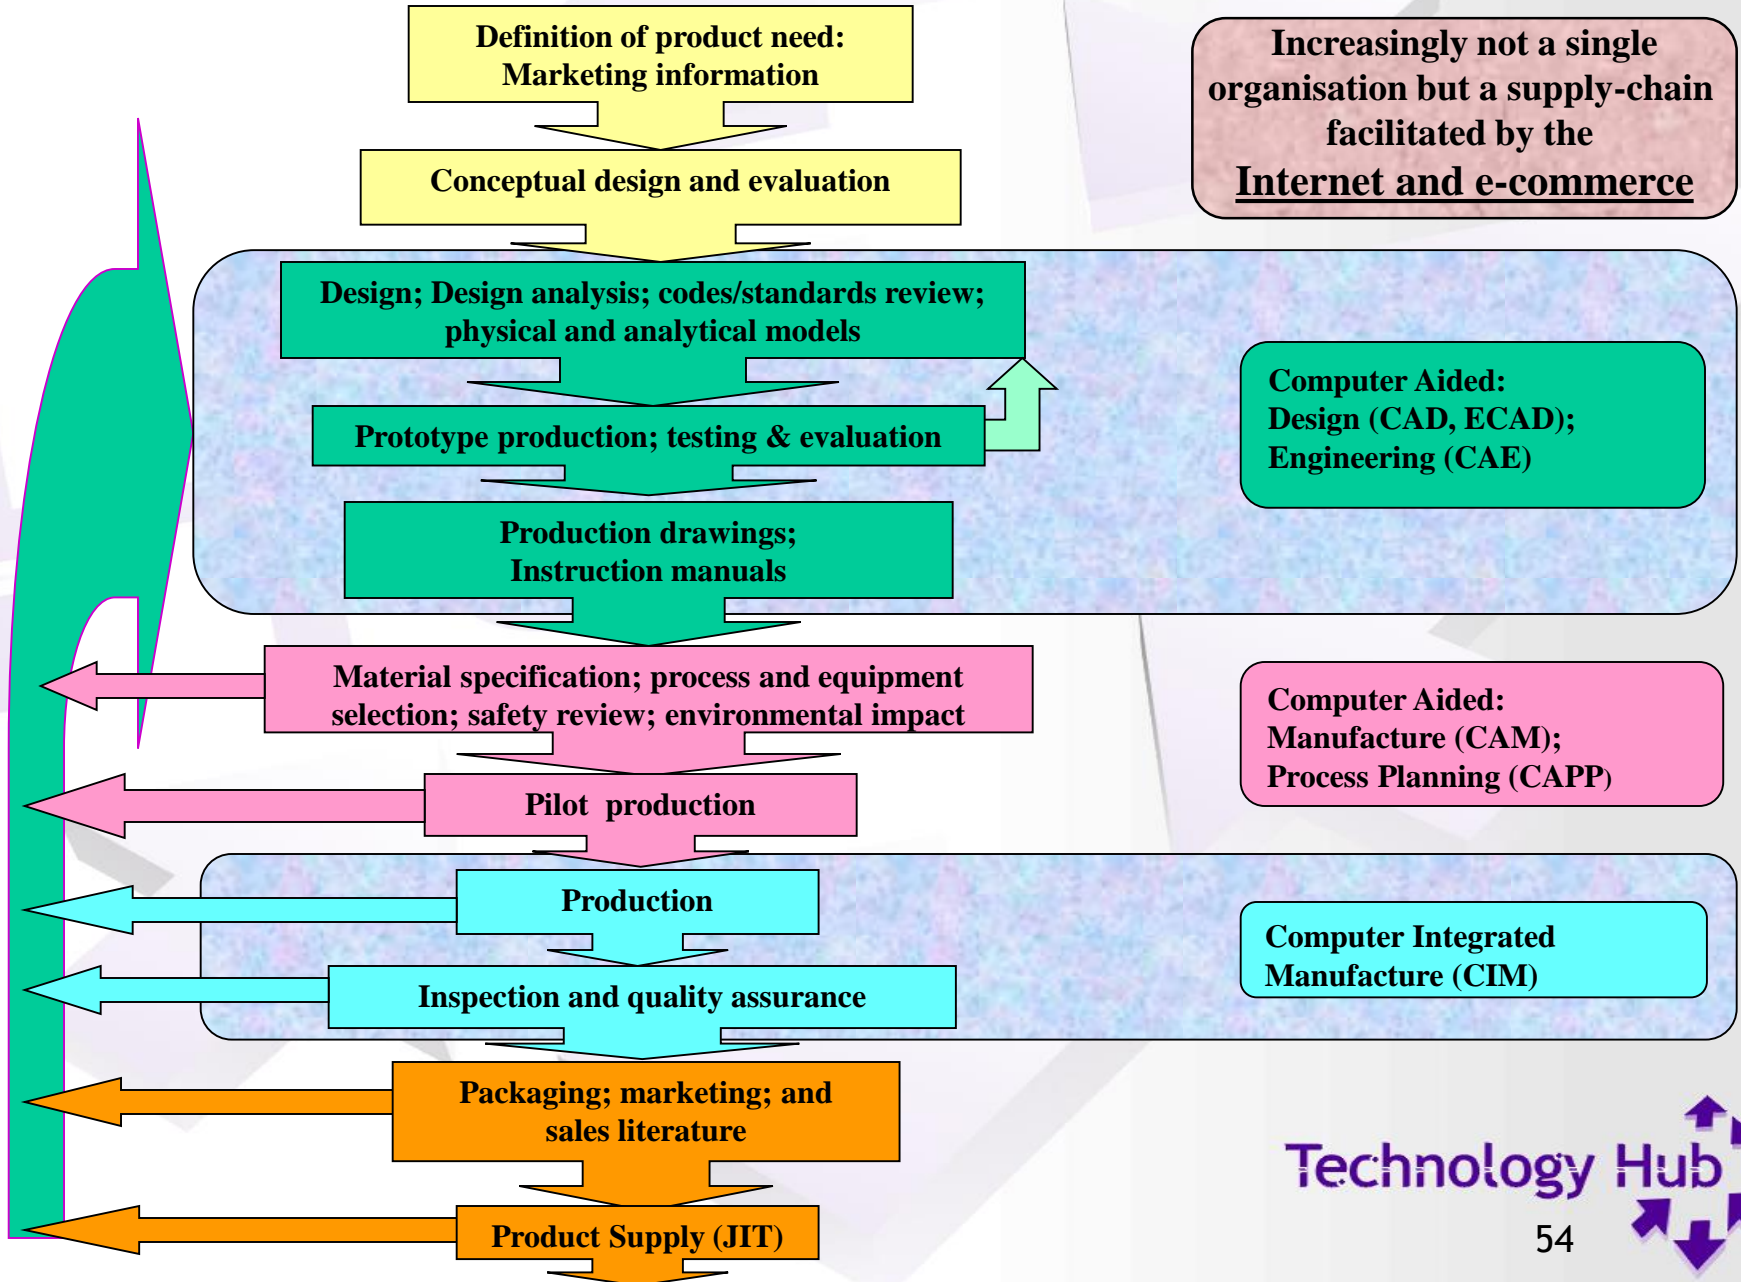 Definition of product need:
Marketing information
Increasingly not a single
organisation but a supply-chain
facilitated by the
Internet and e-commerce
Conceptual design and evaluation
Design; Design analysis; codes/standards review;
physical and analytical models
Computer Aided:
Design (CAD, ECAD);
Engineering (CAE)
Prototype production; testing & evaluation
Production drawings;
Instruction manuals
Material specification; process and equipment
selection; safety review; environmental impact
Computer Aided:
Manufacture (CAM);
Process Planning (CAPP)
Pilot production
Production
Computer Integrated
Manufacture (CIM)
Inspection and quality assurance
Packaging; marketing; and
sales literature
Technology Hub
Product Supply (JIT)
54